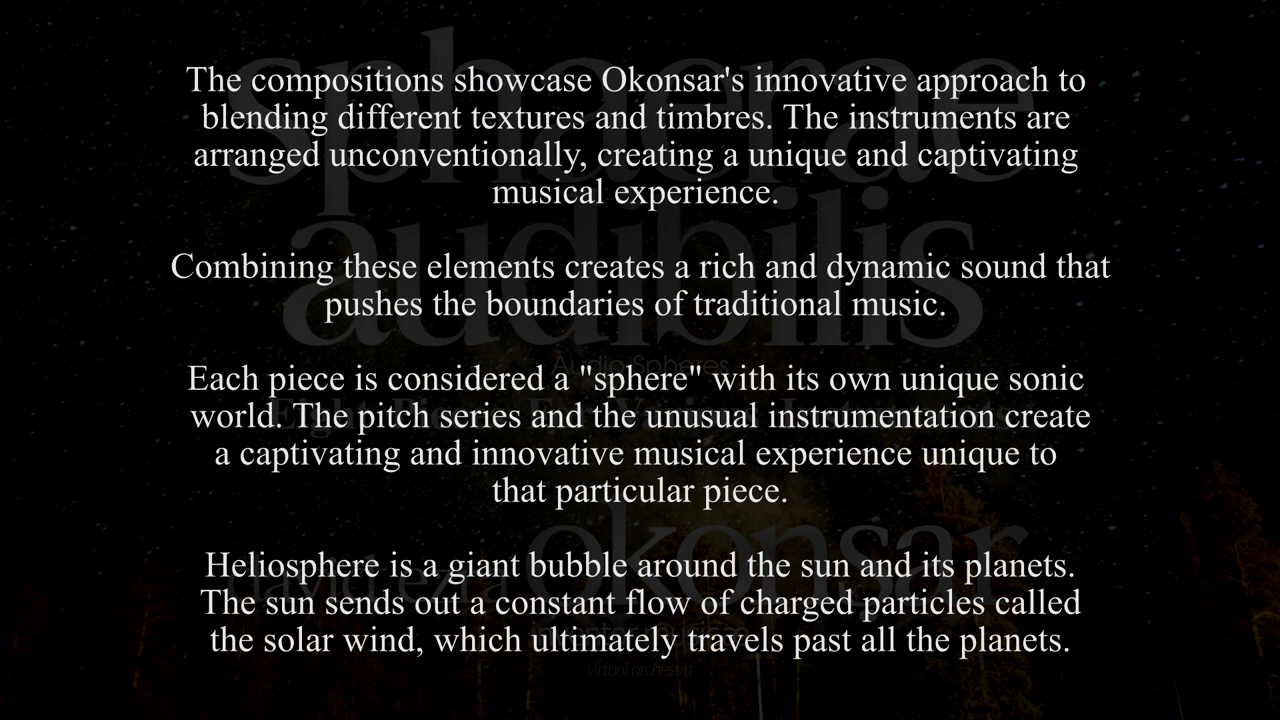 The compositions showcase Okonsar's innovative approach to
blending different textures and timbres. The instruments are
arranged unconventionally, creating a unique and captivating
musical experience.
Combining these elements creates a rich and dynamic sound that
pushes the boundaries of traditional music.
Each piece is considered a "sphere" with its own unique sonic
world. The pitch series and the unusual instrumentation create
a captivating and innovative musical experience unique to
that particular piece.
Heliosphere is a giant bubble around the sun and its planets.
The sun sends out a constant flow of charged particles called
the solar wind, which ultimately travels past all the planets.
sphaerae
audibilis
Audio Spheres
okonsar
virtual orchestra